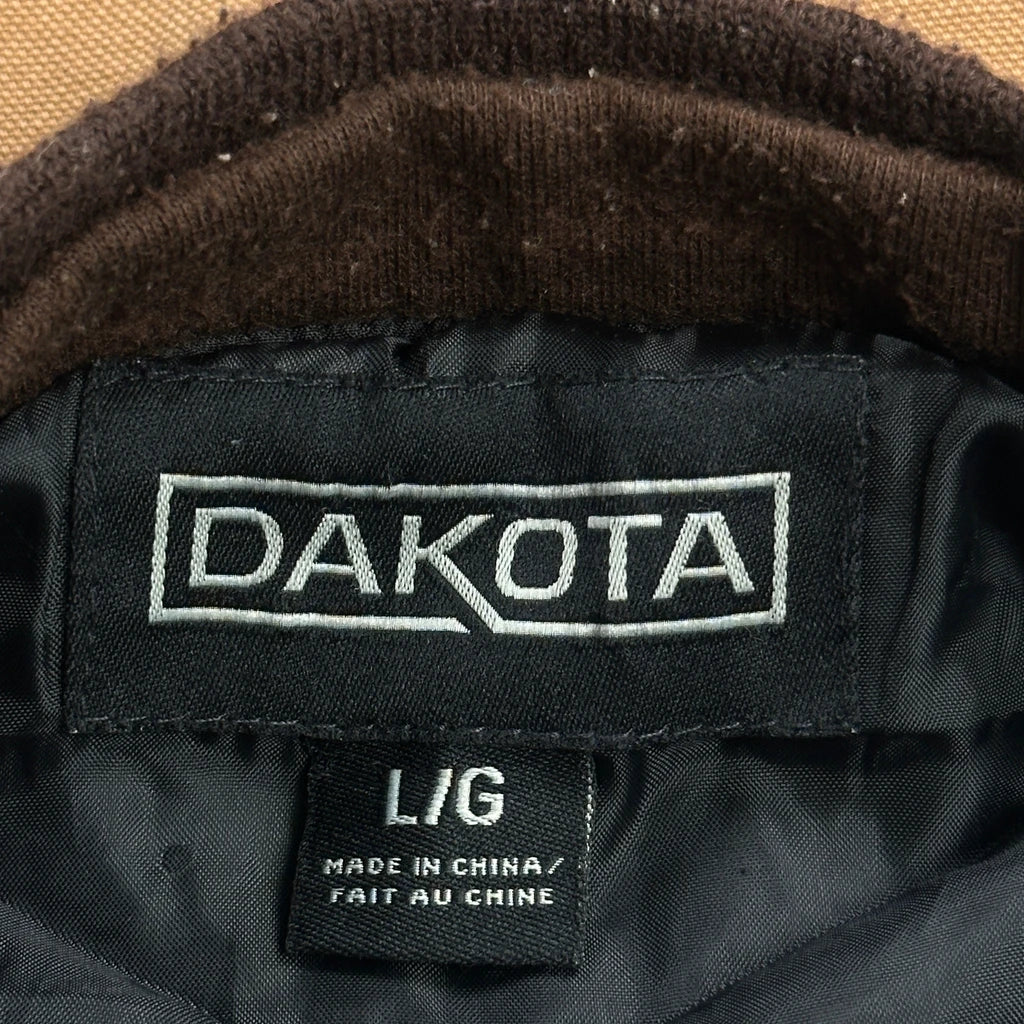 DAKOTA
L/G
MADE IN CHINA/
FAIT AU CHINE